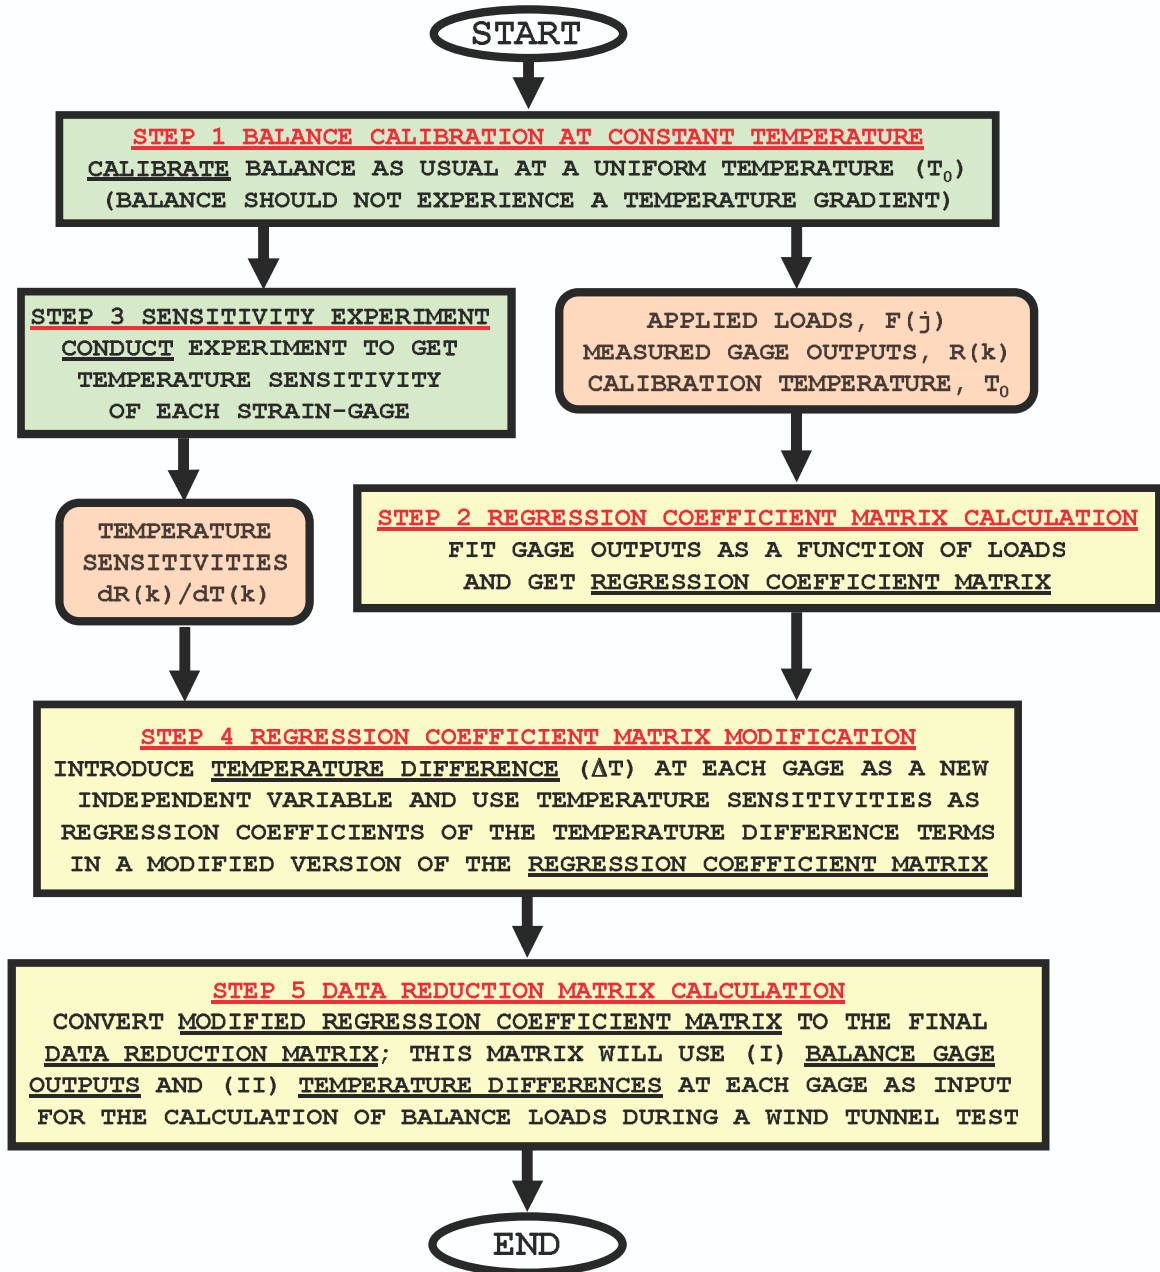 START
STEP 1 BALANCE CALIBRATION AT CONSTANT TEMPERATURE
CALIBRATE BALANCE AS USUAL AT A UNIFORM TEMPERATURE (T₀)
(BALANCE SHOULD NOT EXPERIENCE A TEMPERATURE GRADIENT)
STEP 3 SENSITIVITY EXPERIMENT
CONDUCT EXPERIMENT TO GET
TEMPERATURE SENSITIVITY
OF EACH STRAIN-GAGE
APPLIED LOADS, F(j)
MEASURED GAGE OUTPUTS, R(k)
CALIBRATION TEMPERATURE, T₀
TEMPERATURE
SENSITIVITIES
dR(k)/dT(k)
STEP 2 REGRESSION COEFFICIENT MATRIX CALCULATION
FIT GAGE OUTPUTS AS A FUNCTION OF LOADS
AND GET REGRESSION COEFFICIENT MATRIX
STEP 4 REGRESSION COEFFICIENT MATRIX MODIFICATION
INTRODUCE TEMPERATURE DIFFERENCE (ΔT) AT EACH GAGE AS A NEW
INDEPENDENT VARIABLE AND USE TEMPERATURE SENSITIVITIES AS
REGRESSION COEFFICIENTS OF THE TEMPERATURE DIFFERENCE TERMS
IN A MODIFIED VERSION OF THE REGRESSION COEFFICIENT MATRIX
STEP 5 DATA REDUCTION MATRIX CALCULATION
CONVERT MODIFIED REGRESSION COEFFICIENT MATRIX TO THE FINAL
DATA REDUCTION MATRIX; THIS MATRIX WILL USE (I) BALANCE GAGE
OUTPUTS AND (II) TEMPERATURE DIFFERENCES AT EACH GAGE AS INPUT
FOR THE CALCULATION OF BALANCE LOADS DURING A WIND TUNNEL TEST
END